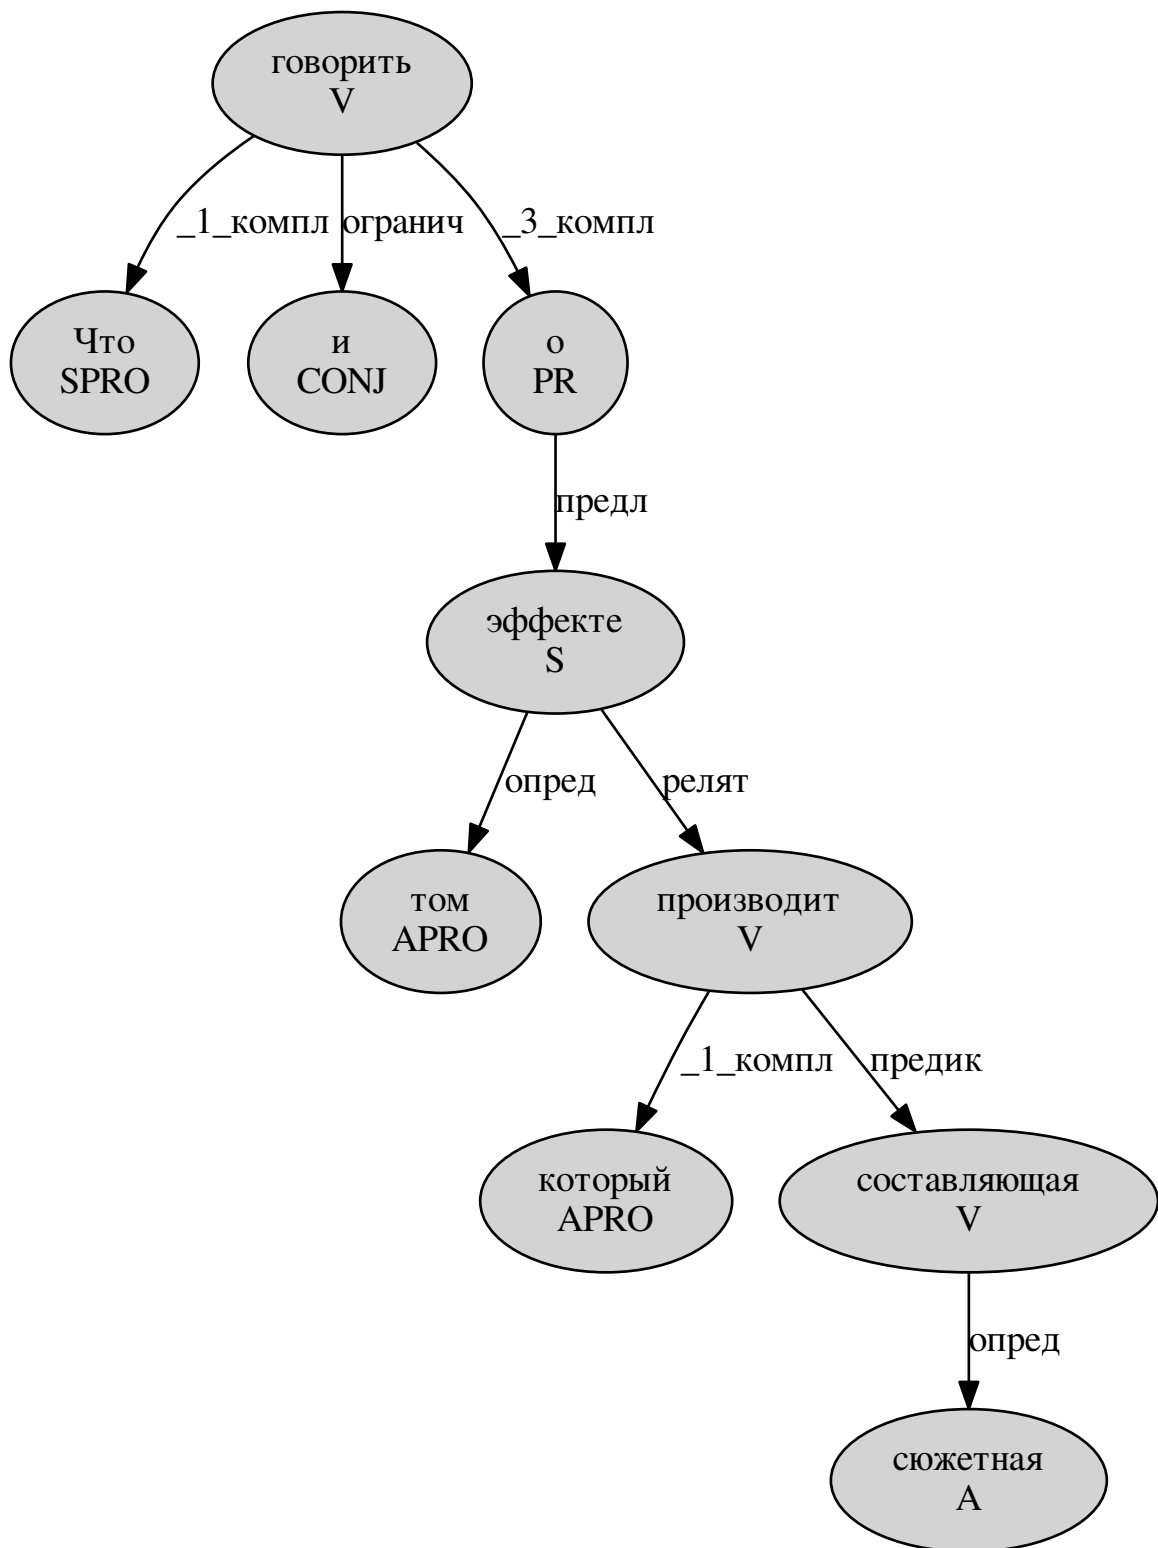 говорить
V
_1_компл
огранич
_3_компл
Что
SPRO
и
CONJ
о
PR
предл
эффекте
S
опред
релят
том
APRO
производит
V
_1_компл
предик
который
APRO
составляющая
V
опред
сюжетная
A